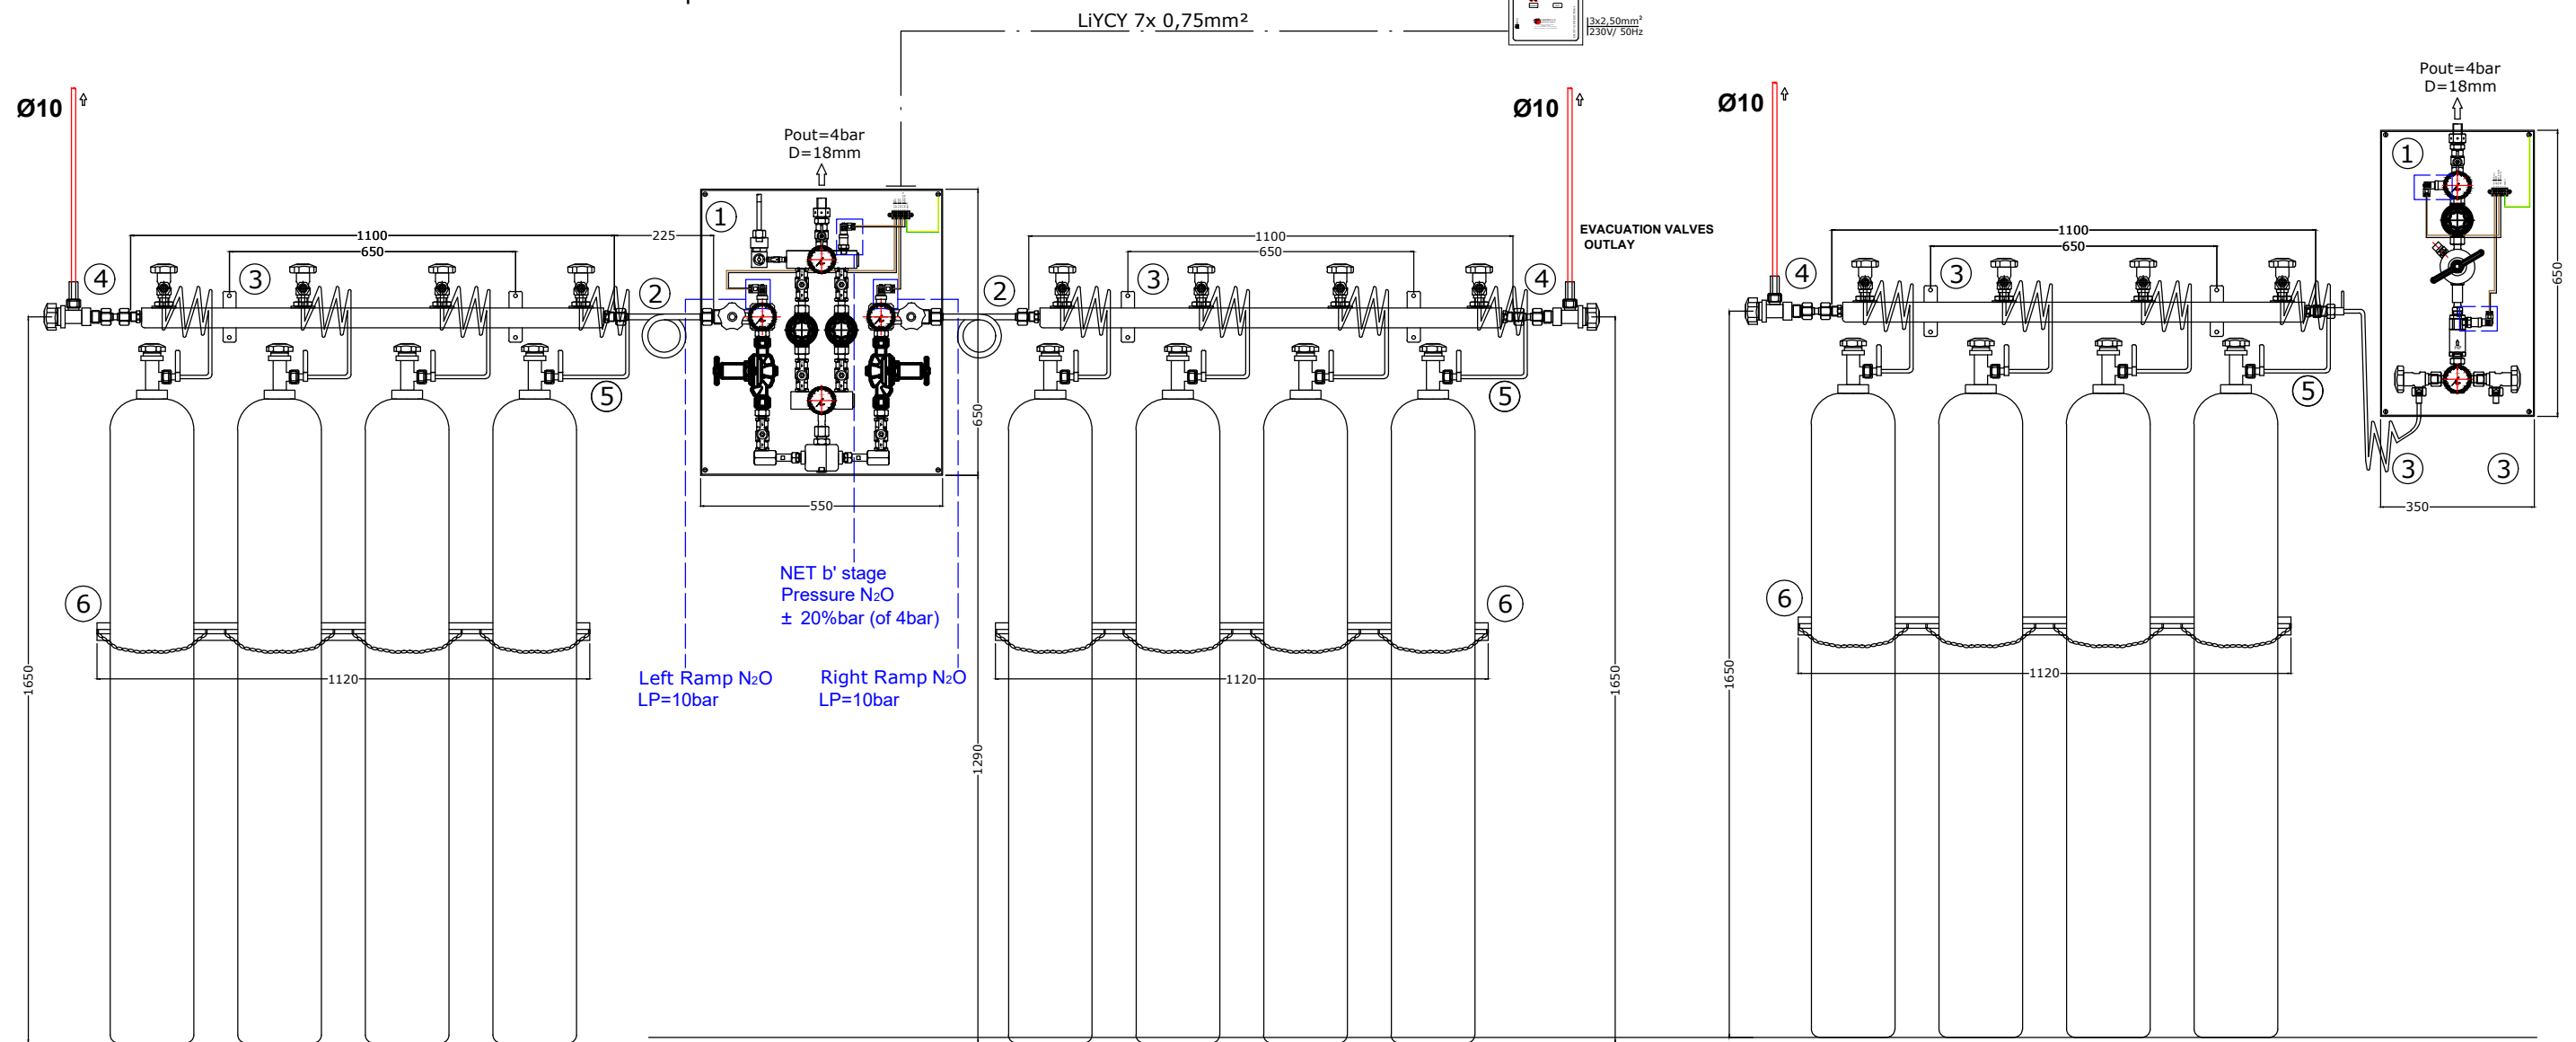 LiYCY 7x 0,75mm²
3x2,50mm²
230V/ 50Hz
Ø10
Pout=4bar
D=18mm
Ø10
EVACUATION VALVES
OUTLAY
Ø10
Pout=4bar
D=18mm
1
1
1100
650
225
1100
650
1100
650
4
3
2
2
3
4
4
3
5
5
5
650
650
3
3
550
350
NET b' stage
Pressure N₂O
± 20%bar (of 4bar)
6
6
6
1120
1120
1120
Left Ramp N₂O
LP=10bar
Right Ramp N₂O
LP=10bar
1650
1290
1650
1650